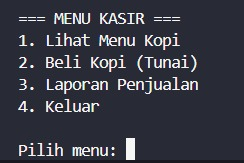 === MENU KASIR ===
1. Lihat Menu Kopi
2. Beli Kopi (Tunai)
3. Laporan Penjualan
4. Keluar
Pilih menu: